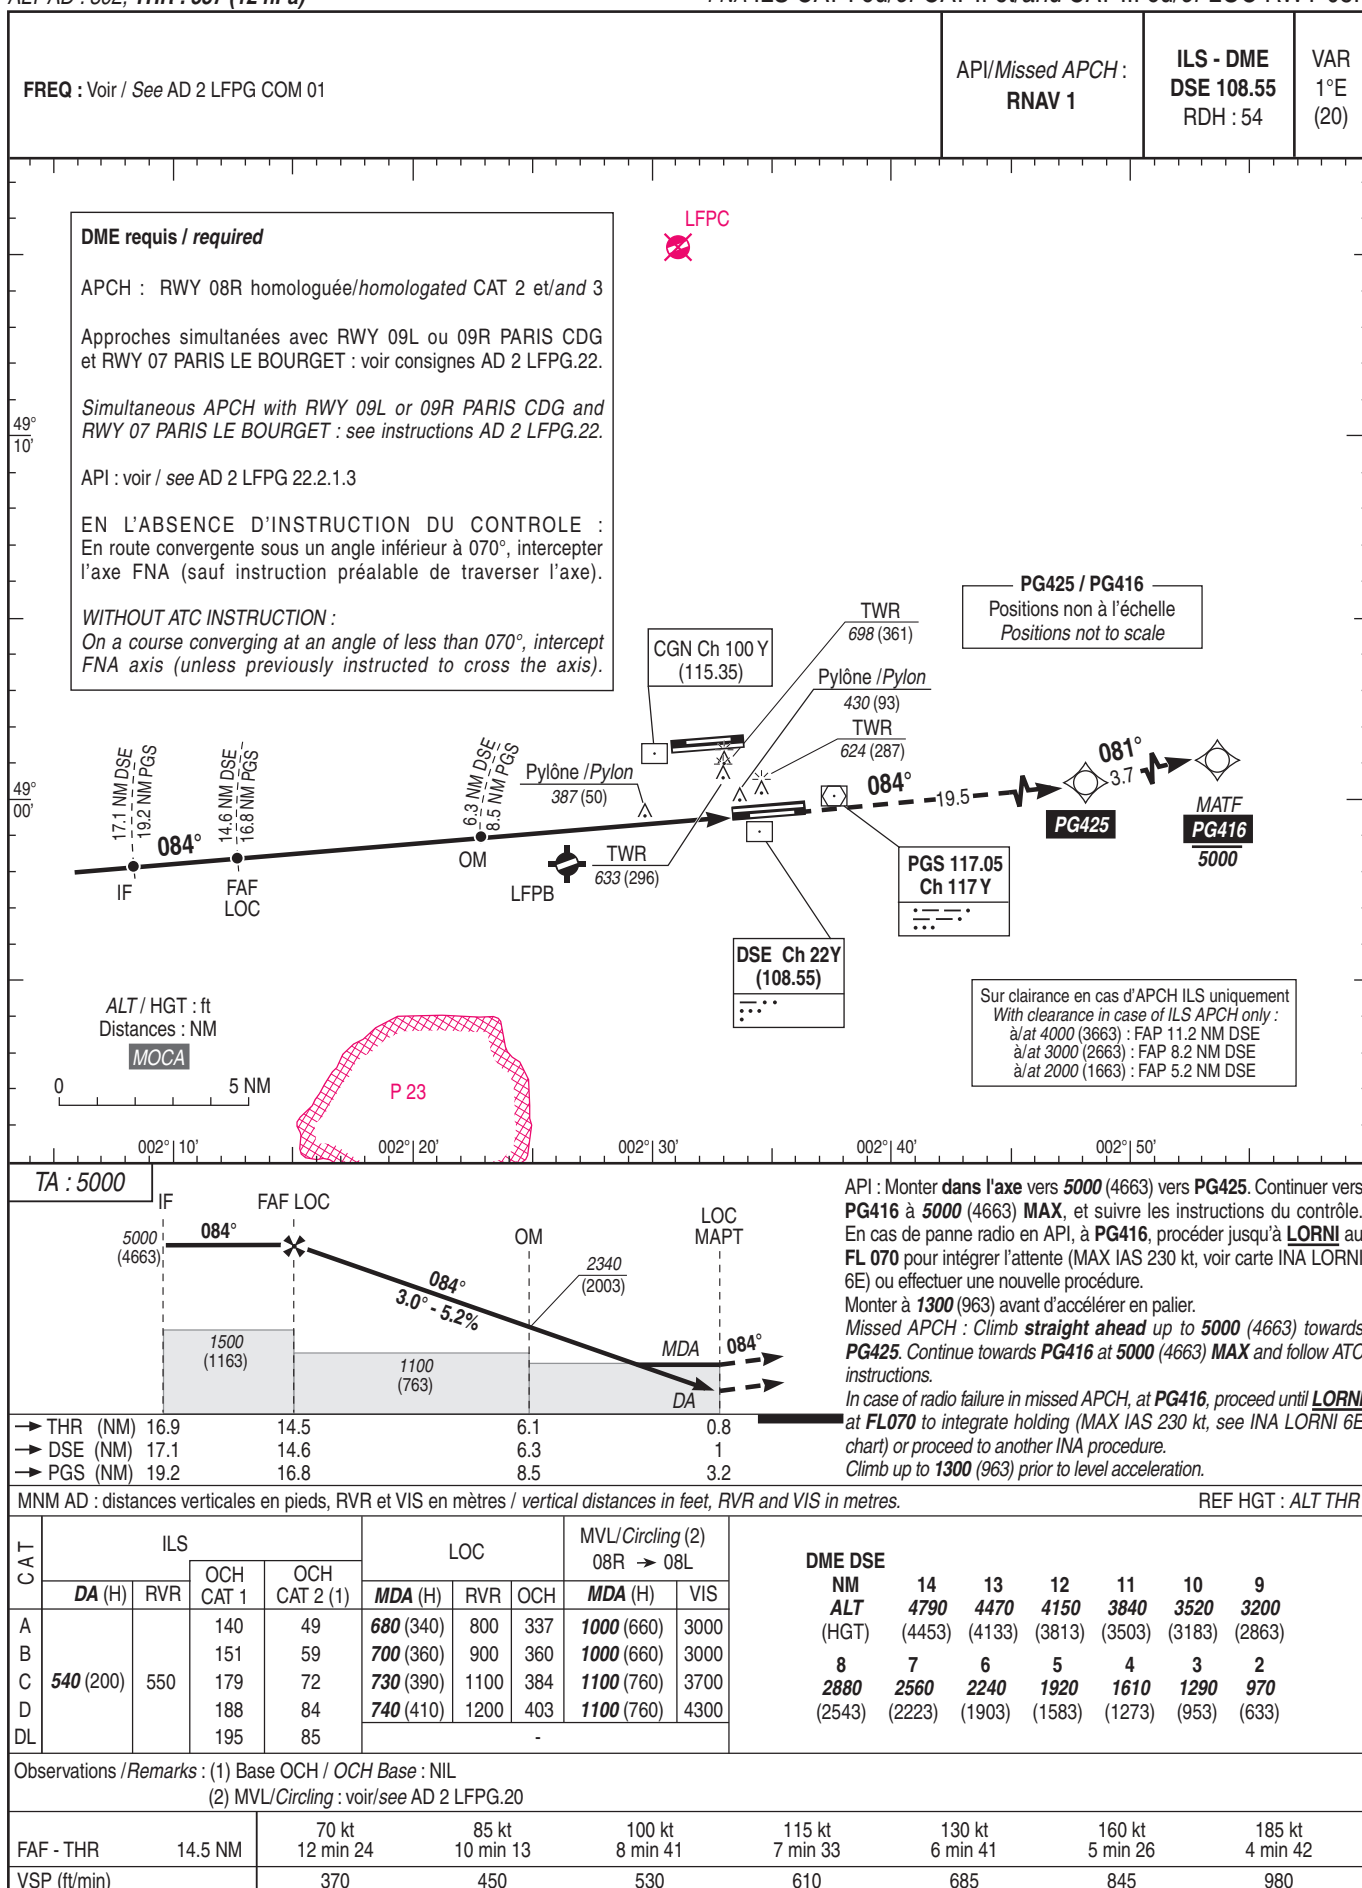 FREQ : Voir / See AD 2 LFPG COM 01
API/Missed APCH :
RNAV 1
ILS - DME
DSE 108.55
RDH : 54
VAR
1°E
(20)
LFPC
DME requis / required
APCH : RWY 08R homologuée/homologated CAT 2 et/and 3
Approches simultanées avec RWY 09L ou 09R PARIS CDG
et RWY 07 PARIS LE BOURGET : voir consignes AD 2 LFPG.22.
Simultaneous APCH with RWY 09L or 09R PARIS CDG and
RWY 07 PARIS LE BOURGET : see instructions AD 2 LFPG.22.
API : voir / see AD 2 LFPG 22.2.1.3
EN L'ABSENCE D'INSTRUCTION DU CONTROLE :
En route convergente sous un angle inférieur à 070°, intercepter
l'axe FNA (sauf instruction préalable de traverser l'axe).
WITHOUT ATC INSTRUCTION :
On a course converging at an angle of less than 070°, intercept
FNA axis (unless previously instructed to cross the axis).
49°
10'
PG425 / PG416
Positions non à l'échelle
Positions not to scale
TWR
698 (361)
CGN Ch 100 Y
(115.35)
Pylône /Pylon
430 (93)
TWR
624 (287)
49°
00'
17.1 NM DSE
19.2 NM PGS
084°
14.6 NM DSE
16.8 NM PGS
6.3 NM DSE
8.5 NM PGS
Pylône /Pylon
387 (50)
084°
19.5
081°
3.7
PG425
MATF
PG416
5000
IF
FAF
LOC
OM
LFPB
TWR
633 (296)
PGS 117.05
Ch 117 Y
DSE Ch 22Y
(108.55)
ALT / HGT : ft
Distances : NM
MOCA
0 5 NM
P 23
Sur clairance en cas d'APCH ILS uniquement
With clearance in case of ILS APCH only :
à/at 4000 (3663) : FAP 11.2 NM DSE
à/at 3000 (2663) : FAP 8.2 NM DSE
à/at 2000 (1663) : FAP 5.2 NM DSE
002° 10' 002° 20' 002° 30' 002° 40' 002° 50'
TA : 5000
IF FAF LOC OM LOC
MAPT
5000
(4663)
084°
084°
3.0° - 5.2%
2340
(2003)
1500
(1163)
1100
(763)
MDA
DA
084°
THR (NM) 16.9 14.5 6.1 0.8
DSE (NM) 17.1 14.6 6.3 1
PGS (NM) 19.2 16.8 8.5 3.2
API : Monter dans l'axe vers 5000 (4663) vers PG425. Continuer vers
PG416 à 5000 (4663) MAX, et suivre les instructions du contrôle.
En cas de panne radio en API, à PG416, procéder jusqu'à LORNI au
FL 070 pour intégrer l'attente (MAX IAS 230 kt, voir carte INA LORNI
6E) ou effectuer une nouvelle procédure.
Monter à 1300 (963) avant d'accélérer en palier.
Missed APCH : Climb straight ahead up to 5000 (4663) towards
PG425. Continue towards PG416 at 5000 (4663) MAX and follow ATC
instructions.
In case of radio failure in missed APCH, at PG416, proceed until LORNI
at FL070 to integrate holding (MAX IAS 230 kt, see INA LORNI 6E
chart) or proceed to another INA procedure.
Climb up to 1300 (963) prior to level acceleration.
MNM AD : distances verticales en pieds, RVR et VIS en mètres / vertical distances in feet, RVR and VIS in metres. REF HGT : ALT THR
CAT ILS LOC MVL/Circling (2)
08R → 08L
DA (H) RVR OCH CAT 1 OCH CAT 2 (1) MDA (H) RVR OCH MDA (H) VIS
A 140 49 680 (340) 800 337 1000 (660) 3000
B 151 59 700 (360) 900 360 1000 (660) 3000
C 540 (200) 550 179 72 730 (390) 1100 384 1100 (760) 3700
D 188 84 740 (410) 1200 403 1100 (760) 4300
DL 195 85 -
DME DSE
NM 14 13 12 11 10 9
ALT 4790 4470 4150 3840 3520 3200
(HGT) (4453) (4133) (3813) (3503) (3183) (2863)
8 7 6 5 4 3 2
2880 2560 2240 1920 1610 1290 970
(2543) (2223) (1903) (1583) (1273) (953) (633)
Observations /Remarks : (1) Base OCH / OCH Base : NIL
(2) MVL/Circling : voir/see AD 2 LFPG.20
70 kt 85 kt 100 kt 115 kt 130 kt 160 kt 185 kt
FAF - THR 14.5 NM 12 min 24 10 min 13 8 min 41 7 min 33 6 min 41 5 min 26 4 min 42
VSP (ft/min) 370 450 530 610 685 845 980